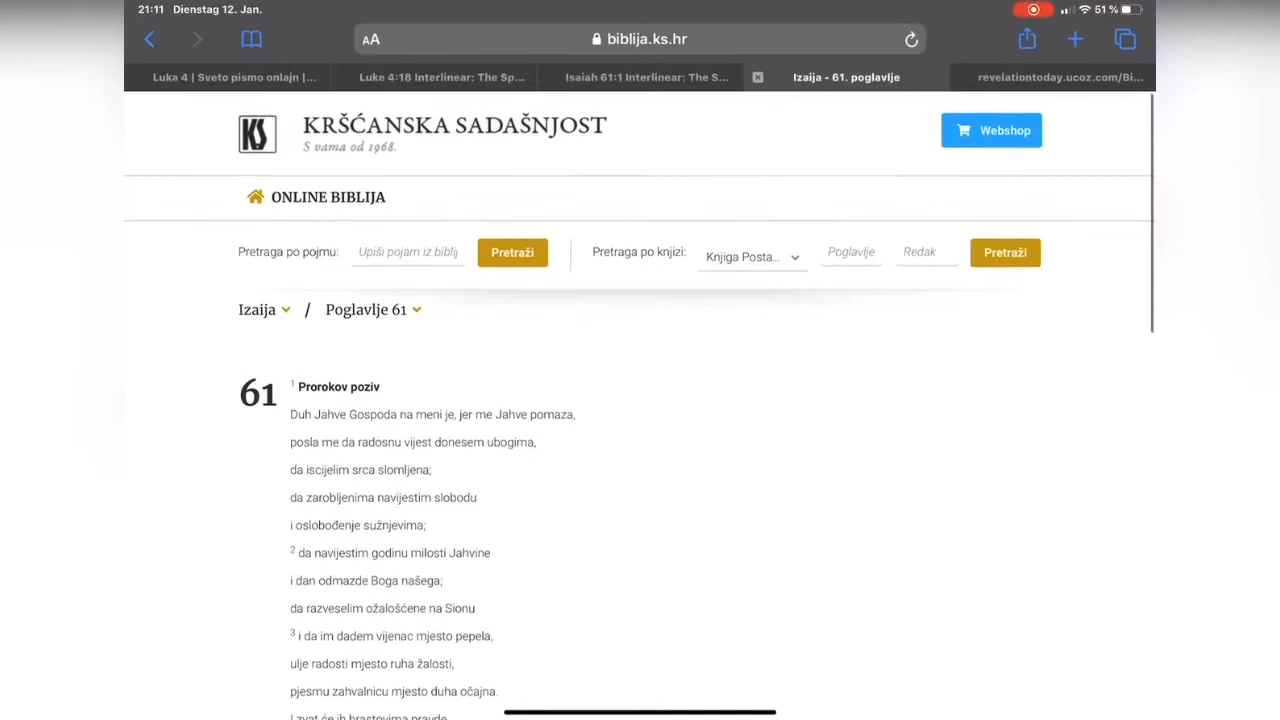 21:11 Dienstag 12. Jan.
51 %
AA
biblija.ks.hr
Luka 4 | Sveto pismo onlajn |...
Luke 4:18 Interlinear: The Sp...
Isaiah 61:1 Interlinear: The S...
Izaija - 61. poglavlje
revelationtoday.ucoz.com/Bi...
KS
KRŠĆANSKA SADAŠNJOST
S vama od 1968.
Webshop
ONLINE BIBLIJA
Pretraga po pojmu: Upiši pojam iz biblij Pretraži
Pretraga po knjizi: Knjiga Posta... Poglavlje Redak Pretraži
Izaija / Poglavlje 61
61
1 Prorokov poziv
Duh Jahve Gospoda na meni je, jer me Jahve pomaza,
posla me da radosnu vijest donesem ubogima,
da iscijelim srca slomljena;
da zarobljenima navijestim slobodu
i oslobođenje sužnjevima;
2 da navijestim godinu milosti Jahvine
i dan odmazde Boga našega;
da razveselim ožalošćene na Sionu
3 i da im dadem vijenac mjesto pepela,
ulje radosti mjesto ruha žalosti,
pjesmu zahvalnicu mjesto duha očajna.
I zvat će ih hrastovima pravde